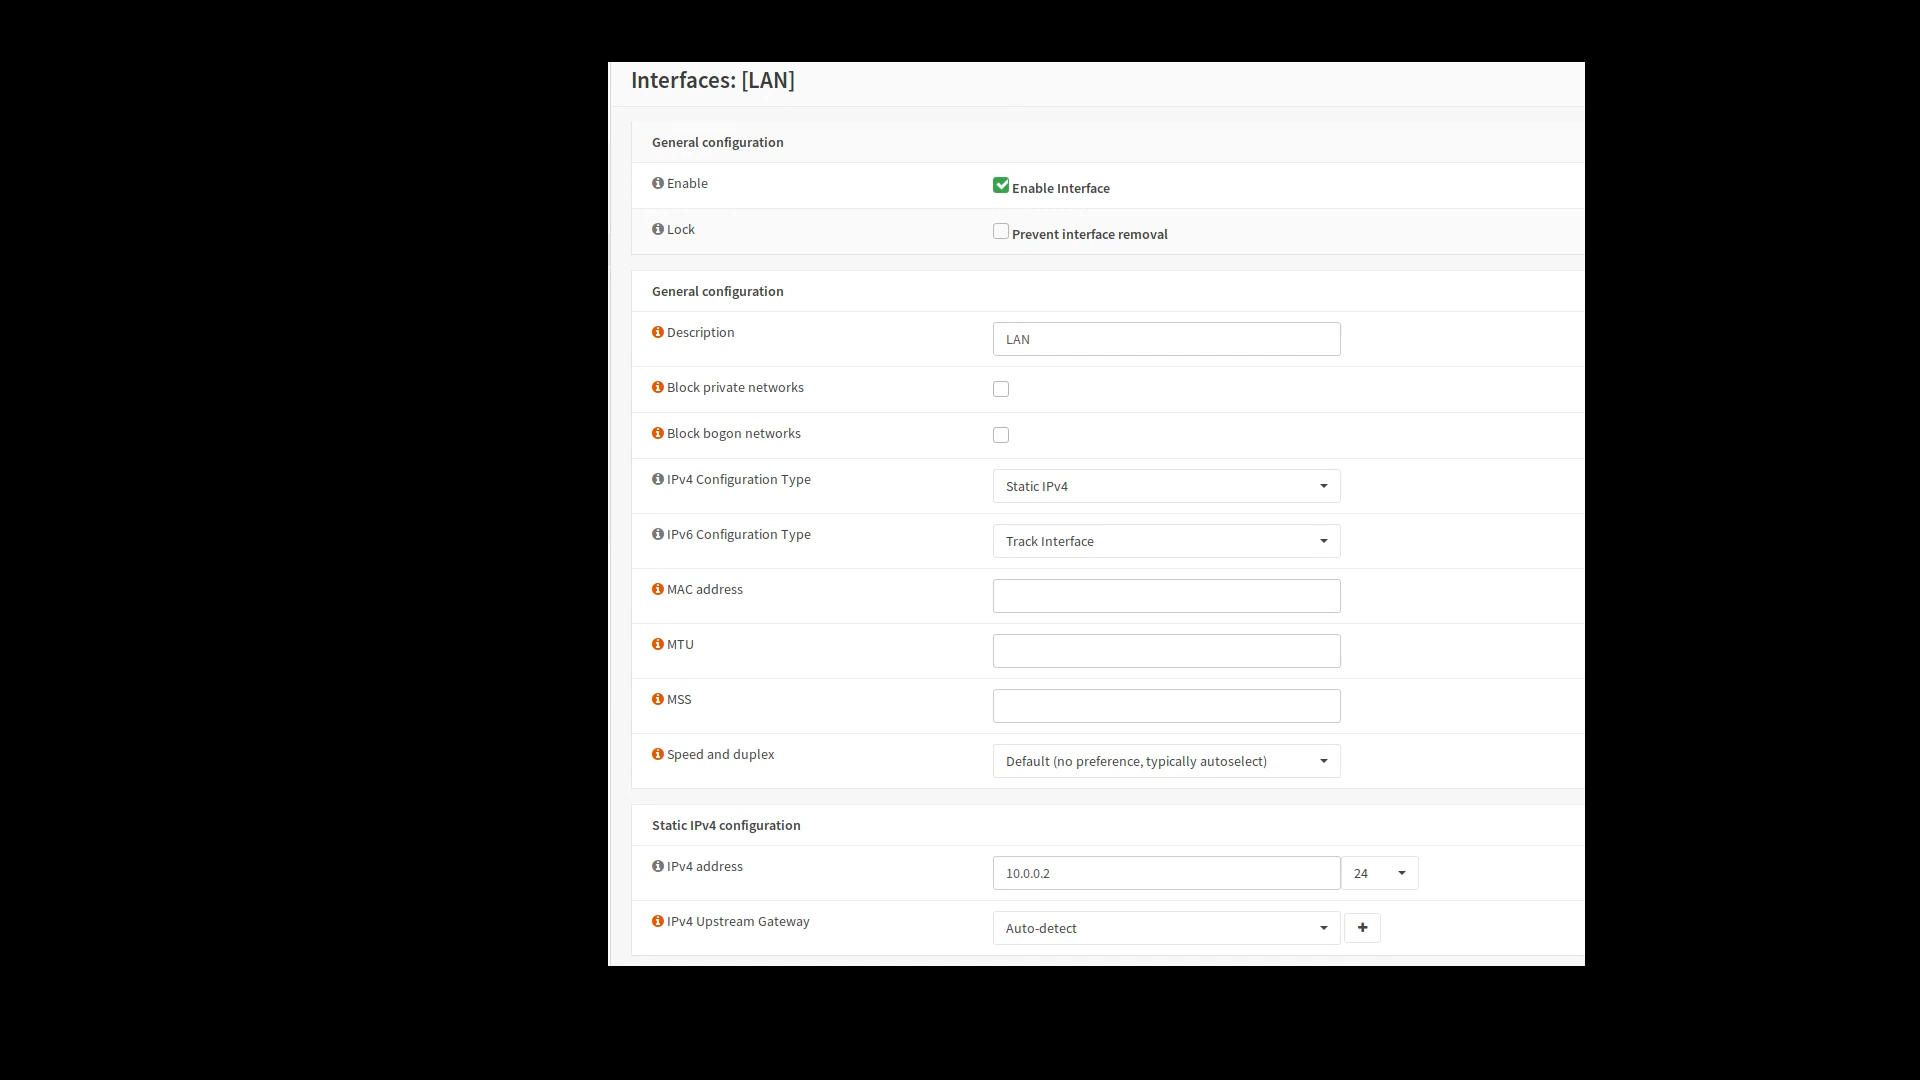 Interfaces: [LAN]
General configuration
Enable
Enable Interface
Lock
Prevent interface removal
General configuration
Description
LAN
Block private networks
Block bogon networks
IPv4 Configuration Type
Static IPv4
IPv6 Configuration Type
Track Interface
MAC address
MTU
MSS
Speed and duplex
Default (no preference, typically autoselect)
Static IPv4 configuration
IPv4 address
10.0.0.2
24
IPv4 Upstream Gateway
Auto-detect